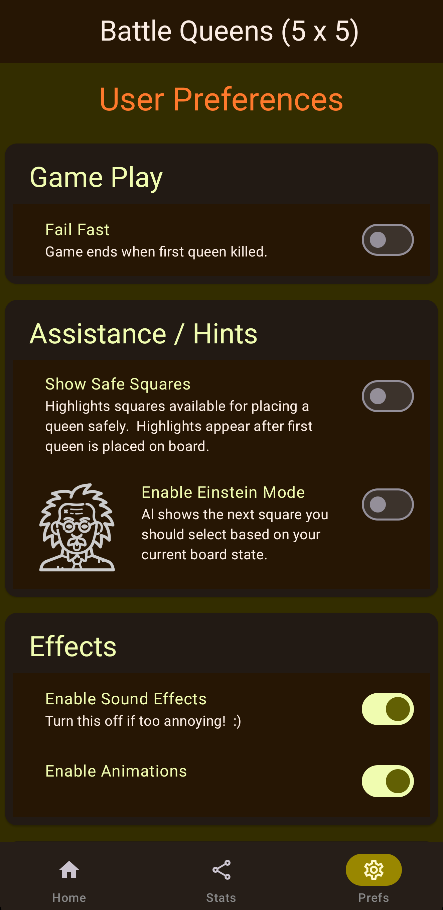 Battle Queens (5 x 5)
User Preferences
Game Play
Fail Fast
Game ends when first queen killed.
Assistance / Hints
Show Safe Squares
Highlights squares available for placing a
queen safely.  Highlights appear after first
queen is placed on board.
Enable Einstein Mode
AI shows the next square you
should select based on your
current board state.
Effects
Enable Sound Effects
Turn this off if too annoying!  :)
Enable Animations
Home
Stats
Prefs